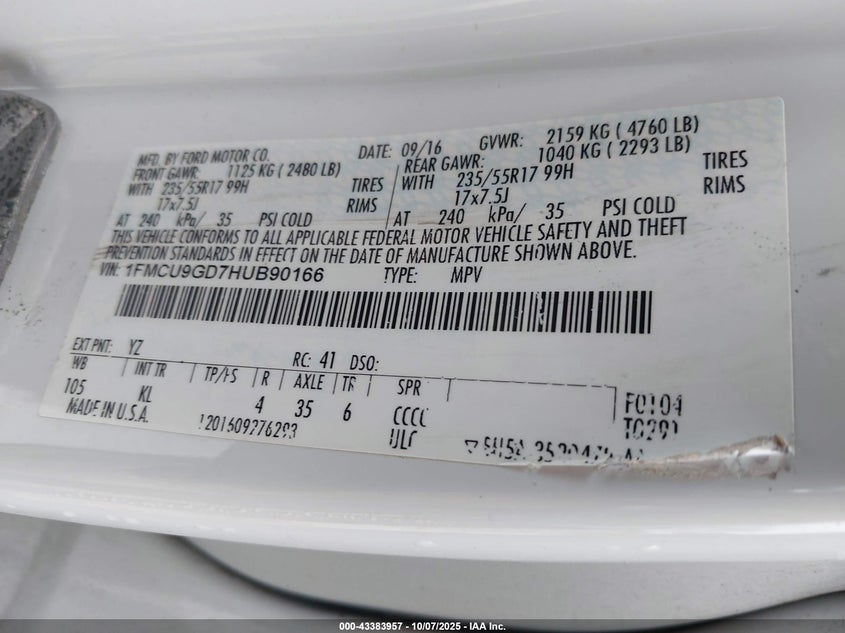 MFD. BY FORD MOTOR CO. DATE: 09/16 GVWR: 2159 KG ( 4760 LB)
FRONT GAWR: 1125 KG ( 2480 LB) REAR GAWR: 1040 KG ( 2293 LB)
WITH 235/55R17 99H TIRES WITH 235/55R17 99H TIRES
17x7.5J RIMS 17x7.5J RIMS
AT 240 kPa/ 35 PSI COLD AT 240 kPa/ 35 PSI COLD
THIS VEHICLE CONFORMS TO ALL APPLICABLE FEDERAL MOTOR VEHICLE SAFETY AND THEFT
PREVENTION STANDARDS IN EFFECT ON THE DATE OF MANUFACTURE SHOWN ABOVE.
VIN: 1FMCU9GD7HUB90166 TYPE: MPV
EXT PNT: YZ RC: 41 DSO:
WB INT TR TP/PS R AXLE TR SPR
105 KL 4 35 6 CCCC F0104
MADE IN U.S.A. 1201609276293 ULC T0291
000-43383957 - 10/07/2025 - IAA Inc.